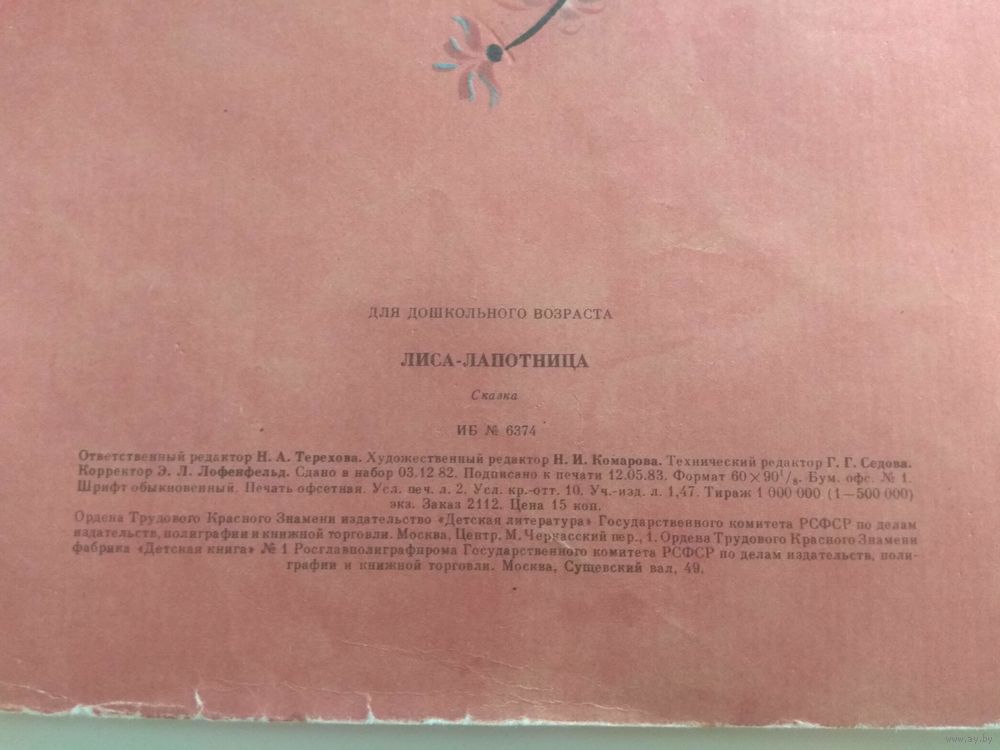 ДЛЯ ДОШКОЛЬНОГО ВОЗРАСТА
ЛИСА-ЛАПОТНИЦА
Сказка
ИБ № 6374
Ответственный редактор Н. А. Терехова. Художественный редактор Н. И. Комарова. Технический редактор Г. Г. Седова.
Корректор Э. Л. Лофенфельд. Сдано в набор 03.12 82. Подписано к печати 12.05.83. Формат 60×90¹/₈. Бум. офс. № 1.
Шрифт обыкновенный. Печать офсетная. Усл. печ. л. 2. Усл. кр.-отт. 10. Уч.-изд. л. 1,47. Тираж 1 000 000 (1—500 000)
экз. Заказ 2112. Цена 15 коп.
Ордена Трудового Красного Знамени издательство «Детская литература» Государственного комитета РСФСР по делам
издательств, полиграфии и книжной торговли. Москва, Центр, М. Черкасский пер., 1. Ордена Трудового Красного Знамени
фабрика «Детская книга» № 1 Росглавполиграфпрома Государственного комитета РСФСР по делам издательств, поли-
графии и книжной торговли. Москва, Сущевский вал, 49.
www.ay.by